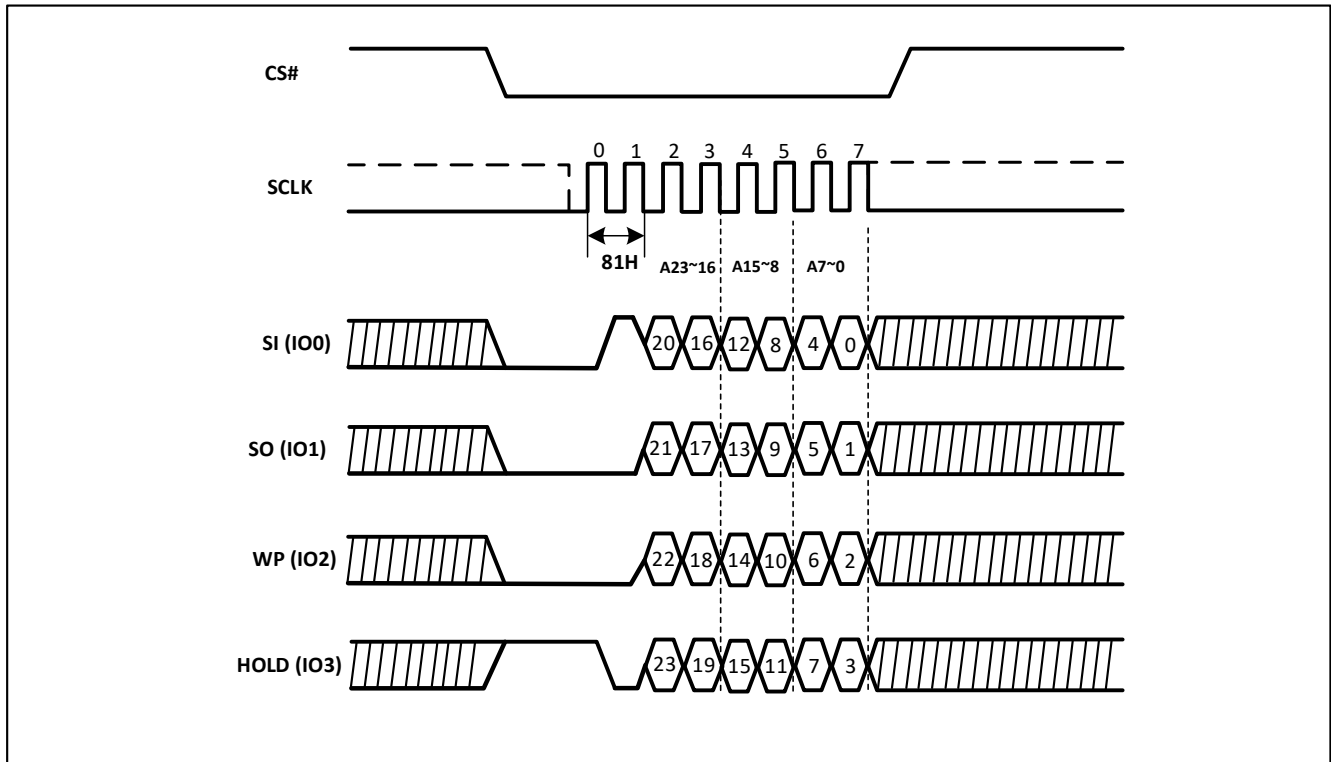 CS#
0 1 2 3 4 5 6 7
SCLK
81H A23~16 A15~8 A7~0
SI (IO0) 20 16 12 8 4 0
SO (IO1) 21 17 13 9 5 1
WP (IO2) 22 18 14 10 6 2
HOLD (IO3) 23 19 15 11 7 3